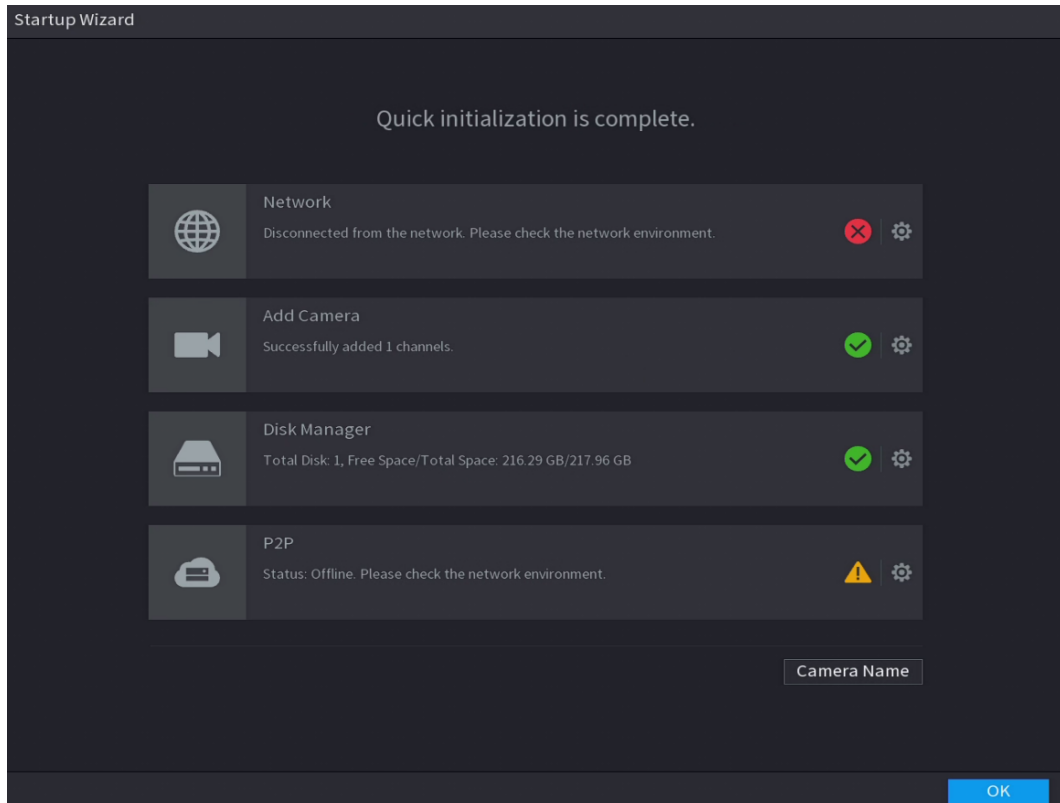 Startup Wizard
Quick initialization is complete.
Network
Disconnected from the network. Please check the network environment.
Add Camera
Successfully added 1 channels.
Disk Manager
Total Disk: 1, Free Space/Total Space: 216.29 GB/217.96 GB
P2P
Status: Offline. Please check the network environment.
Camera Name
OK